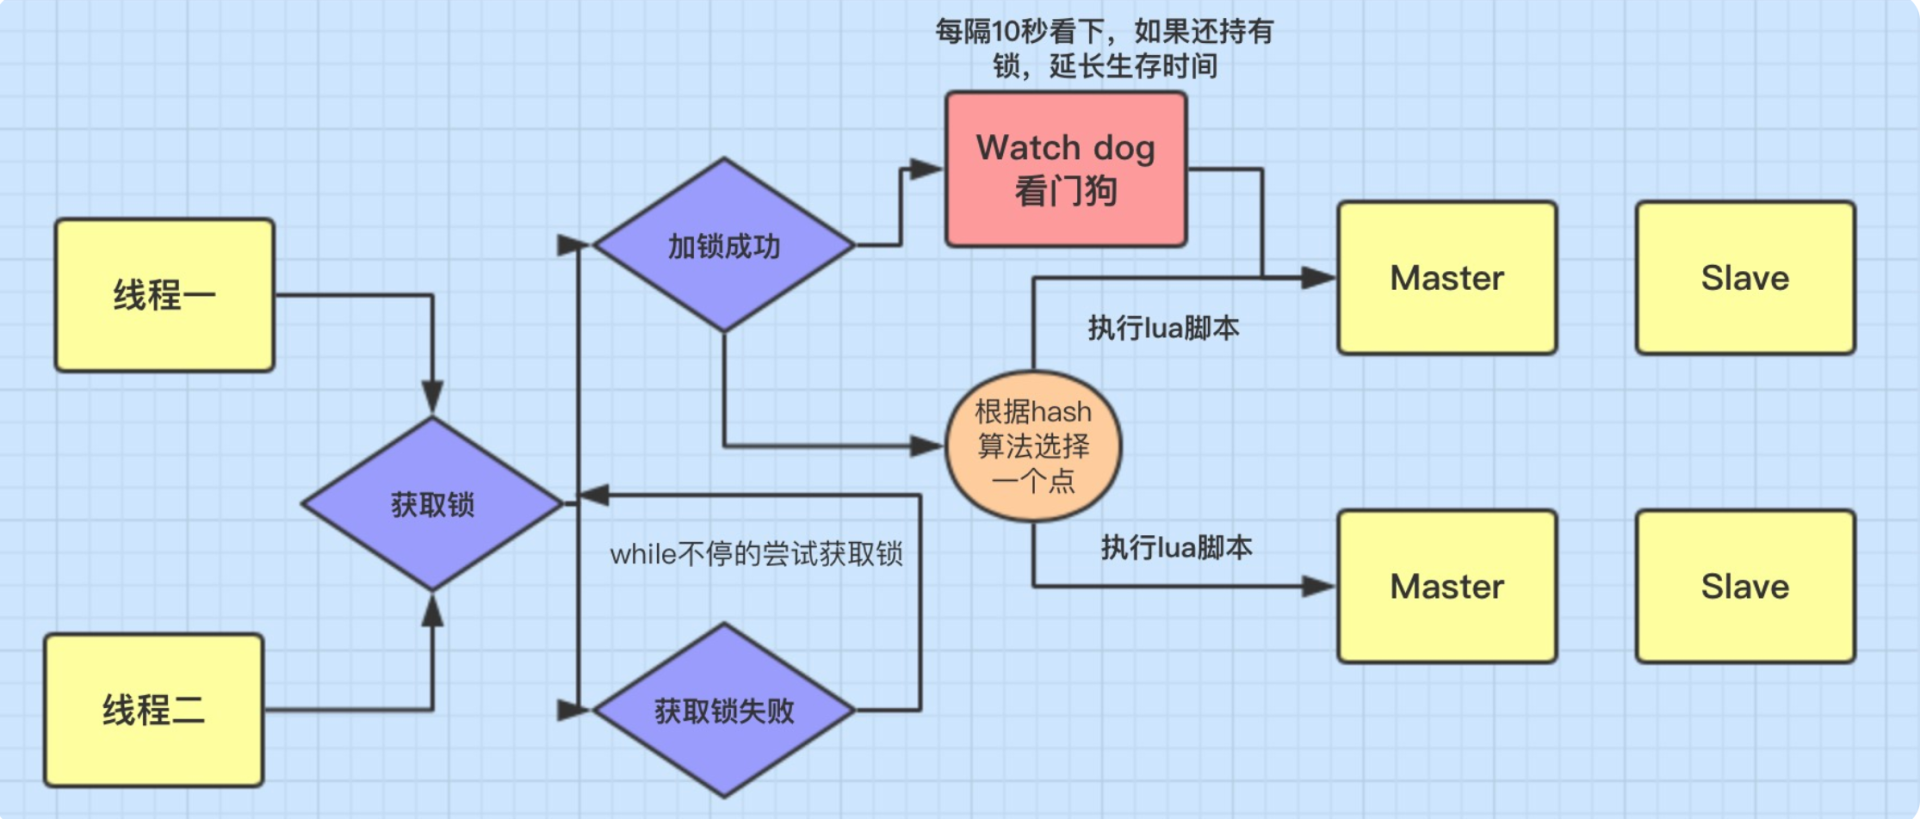 每隔10秒看下，如果还持有
锁，延长生存时间
Watch dog
看门狗
加锁成功
线程一
Master
Slave
执行lua脚本
根据hash
算法选择
一个点
获取锁
while不停的尝试获取锁
执行lua脚本
Master
Slave
线程二
获取锁失败